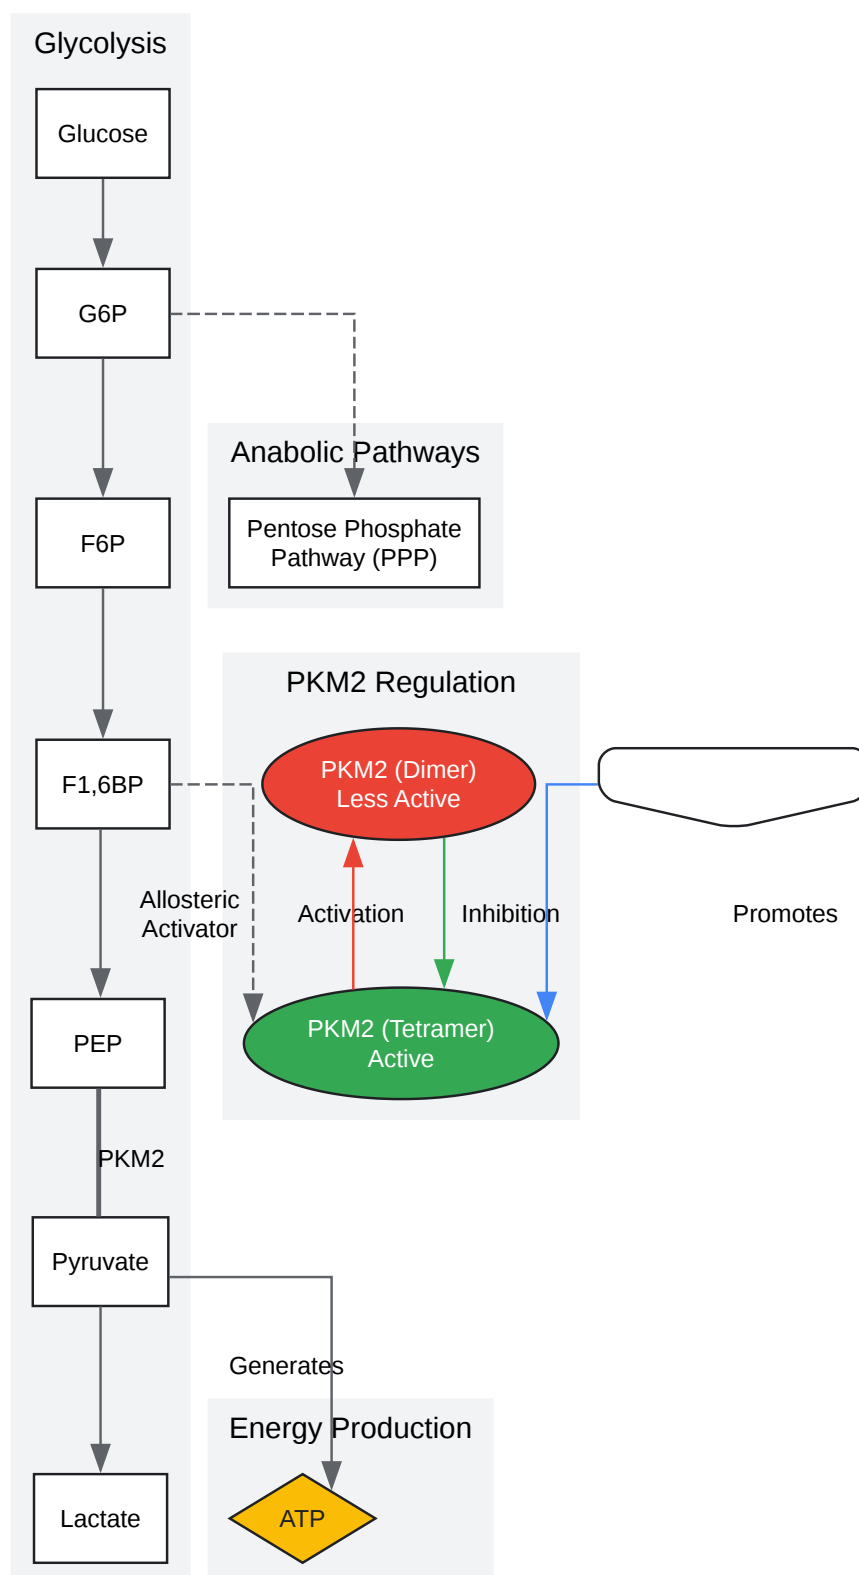 Glycolysis
Glucose
G6P
Anabolic Pathways
Pentose Phosphate
Pathway (PPP)
F6P
PKM2 Regulation
PKM2 (Dimer)
Less Active
F1,6BP
Allosteric
Activator
Activation
Inhibition
Promotes
PKM2 (Tetramer)
Active
PEP
PKM2
Pyruvate
Generates
Energy Production
ATP
Lactate